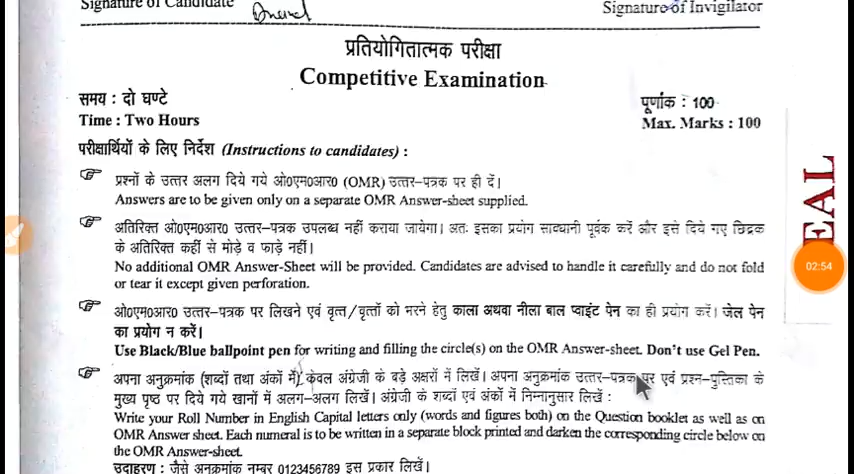 Signature of Candidate
Signature of Invigilator
प्रतियोगितात्मक परीक्षा
Competitive Examination
समय : दो घण्टे
पूर्णांक : 100
Time : Two Hours
Max. Marks : 100
परीक्षार्थियों के लिए निर्देश (Instructions to candidates) :
प्रश्नों के उत्तर अलग दिये गये ओ0एम0आर0 (OMR) उत्तर-पत्रक पर ही दें।
Answers are to be given only on a separate OMR Answer-sheet supplied.
अतिरिक्त ओ0एम0आर0 उत्तर-पत्रक उपलब्ध नहीं कराया जायेगा। अतः इसका प्रयोग सावधानी पूर्वक करें और इसे दिये गए छिद्रक
के अतिरिक्त कहीं से मोड़े व फाड़े नहीं।
No additional OMR Answer-Sheet will be provided. Candidates are advised to handle it carefully and do not fold
or tear it except given perforation.
ओ0एम0आर0 उत्तर-पत्रक पर लिखने एवं वृत्त/वृत्तों को भरने हेतु काला अथवा नीला बाल प्वाइंट पेन का ही प्रयोग करें। जेल पेन
का प्रयोग न करें।
Use Black/Blue ballpoint pen for writing and filling the circle(s) on the OMR Answer-sheet. Don't use Gel Pen.
अपना अनुक्रमांक (शब्दों तथा अंकों में) केवल अंग्रेजी के बड़े अक्षरों में लिखें। अपना अनुक्रमांक उत्तर-पत्रक पर एवं प्रश्न-पुस्तिका के
मुख्य पृष्ठ पर दिये गये खानों में अलग-अलग लिखें। अंग्रेजी के शब्दों एवं अंकों में निम्नानुसार लिखें :
Write your Roll Number in English Capital letters only (words and figures both) on the Question booklet as well as on
OMR Answer sheet. Each numeral is to be written in a separate block printed and darken the corresponding circle below on
the OMR Answer-sheet.
उदाहरण : जैसे अनुक्रमांक नम्बर 0123456789 इस प्रकार लिखें।
EAL
02:54